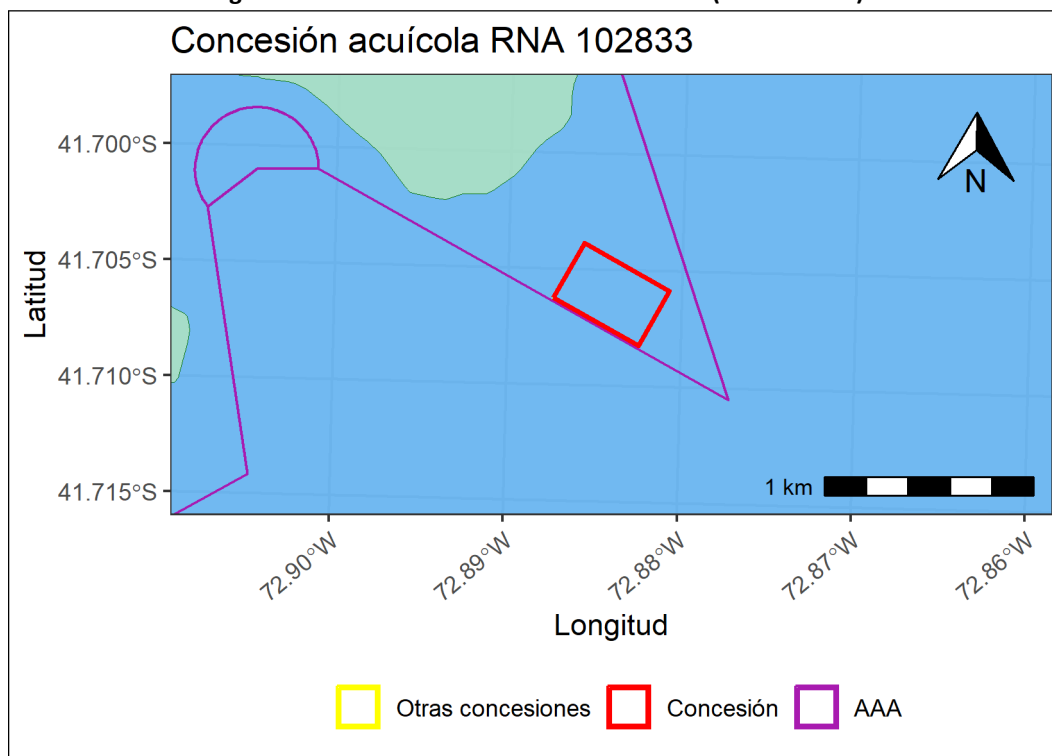 Concesión acuícola RNA 102833
41.700°S
41.705°S
41.710°S
41.715°S
Latitud
N
1 km
72.90°W
72.89°W
72.88°W
72.87°W
72.86°W
Longitud
Otras concesiones
Concesión
AAA